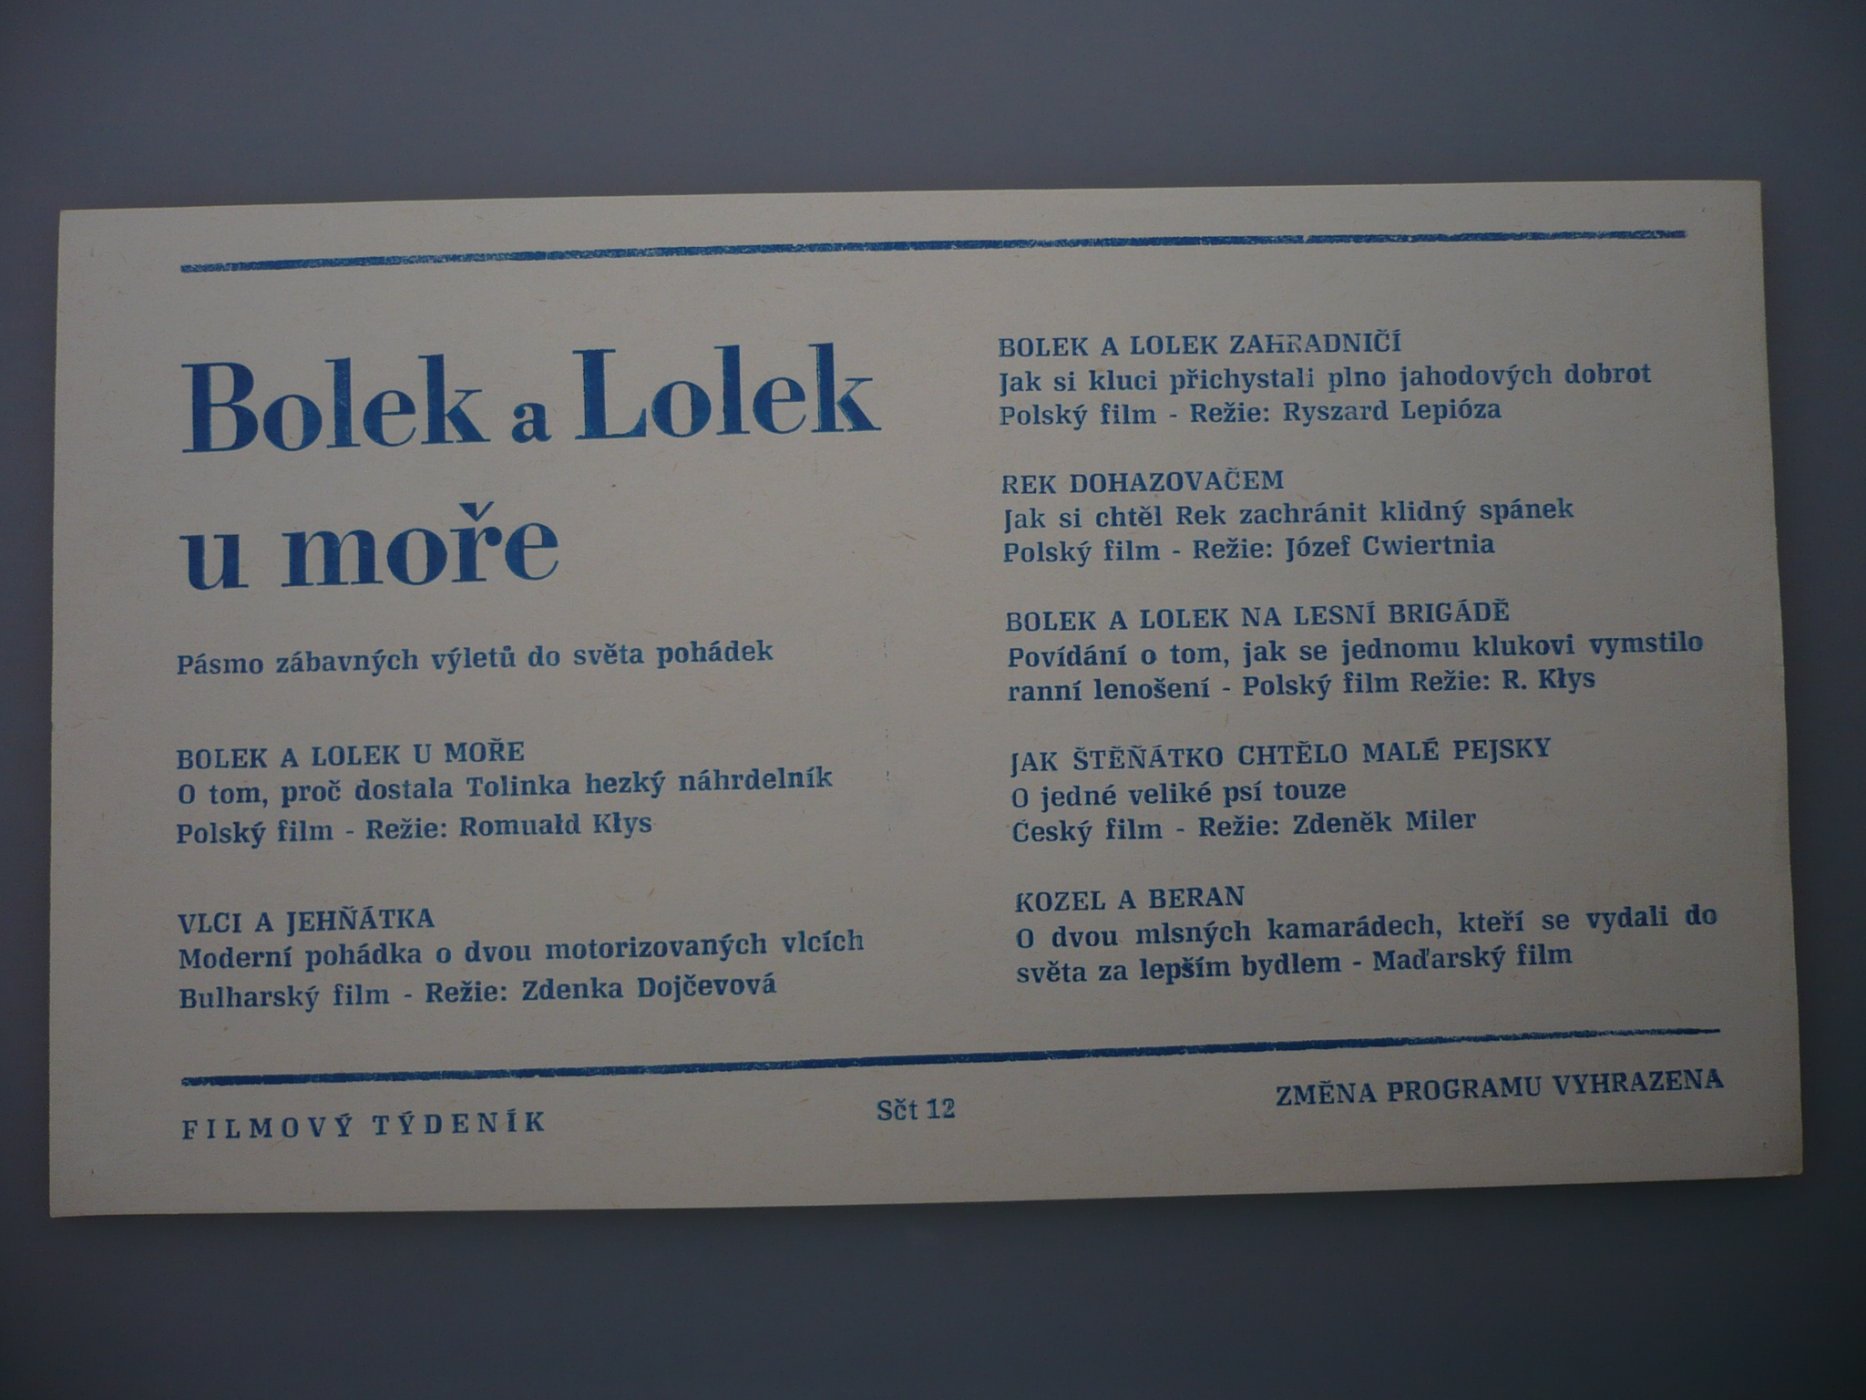 Bolek a Lolek
u moře
Pásmo zábavných výletů do světa pohádek
BOLEK A LOLEK U MOŘE
O tom, proč dostala Tolinka hezký náhrdelník
Polský film - Režie: Romuałd Kłys
VLCI A JEHŇÁTKA
Moderní pohádka o dvou motorizovaných vlcích
Bulharský film - Režie: Zdenka Dojčevová
BOLEK A LOLEK ZAHRADNIČÍ
Jak si kluci přichystali plno jahodových dobrot
Polský film - Režie: Ryszard Lepióza
REK DOHAZOVAČEM
Jak si chtěl Rek zachránit klidný spánek
Polský film - Režie: Józef Cwiertnia
BOLEK A LOLEK NA LESNÍ BRIGÁDĚ
Povídání o tom, jak se jednomu klukovi vymstilo
ranní lenošení - Polský film Režie: R. Kłys
JAK ŠTĚŇÁTKO CHTĚLO MALÉ PEJSKY
O jedné veliké psí touze
Český film - Režie: Zdeněk Miler
KOZEL A BERAN
O dvou mlsných kamarádech, kteří se vydali do
světa za lepším bydlem - Maďarský film
FILMOVÝ TÝDENÍK
Sčt 12
ZMĚNA PROGRAMU VYHRAZENA